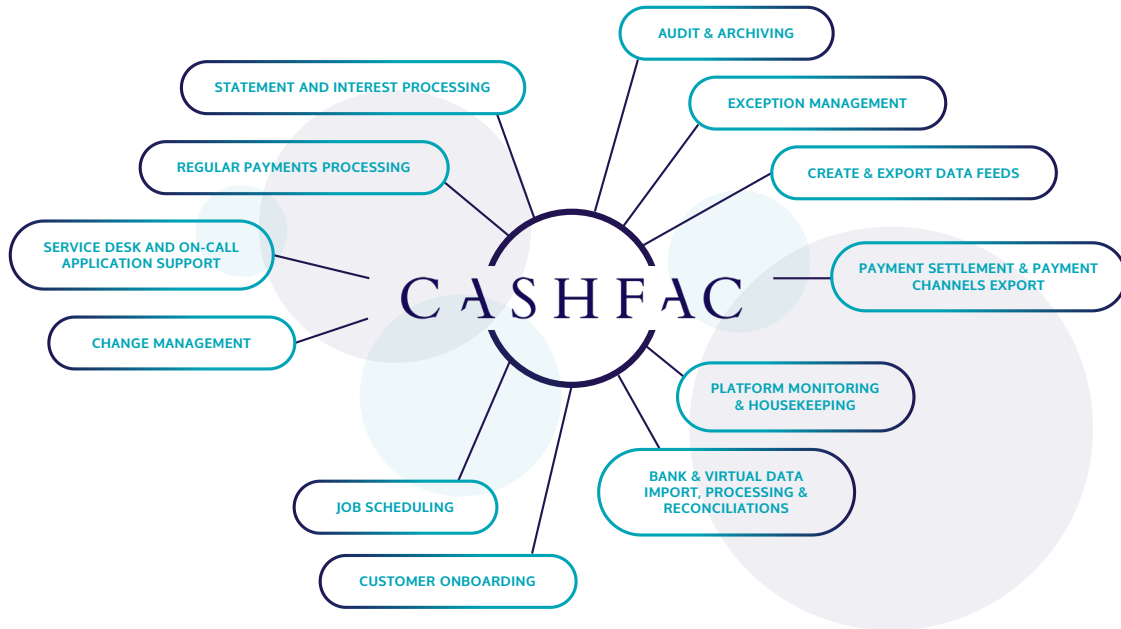 AUDIT & ARCHIVING
STATEMENT AND INTEREST PROCESSING
EXCEPTION MANAGEMENT
REGULAR PAYMENTS PROCESSING
CREATE & EXPORT DATA FEEDS
SERVICE DESK AND ON-CALL
APPLICATION SUPPORT
PAYMENT SETTLEMENT & PAYMENT
CHANNELS EXPORT
CASHFAC
CHANGE MANAGEMENT
PLATFORM MONITORING
& HOUSEKEEPING
BANK & VIRTUAL DATA
IMPORT, PROCESSING &
RECONCILIATIONS
JOB SCHEDULING
CUSTOMER ONBOARDING